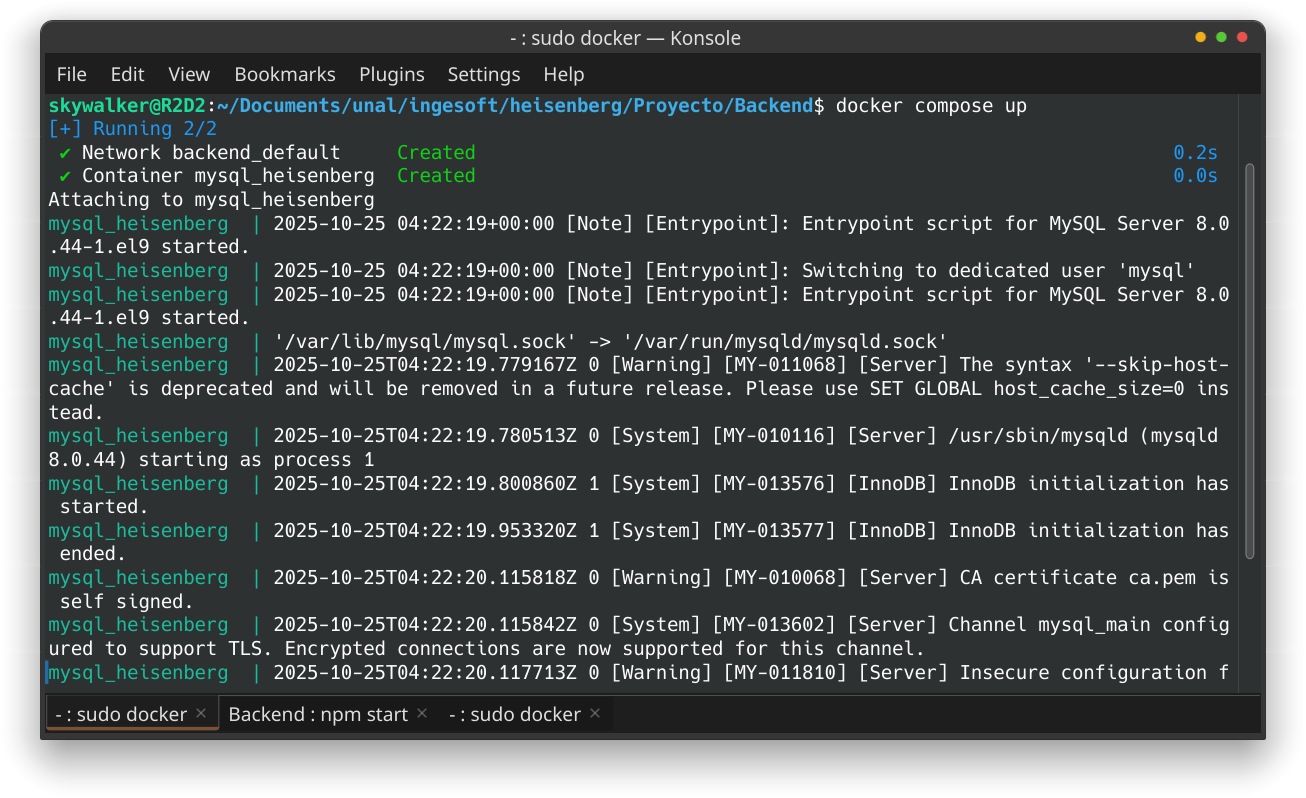 - : sudo docker — Konsole
File Edit View Bookmarks Plugins Settings Help
skywalker@R2D2:~/Documents/unal/ingesoft/heisenberg/Proyecto/Backend$ docker compose up
[+] Running 2/2
✔ Network backend_default Created 0.2s
✔ Container mysql_heisenberg Created 0.0s
Attaching to mysql_heisenberg
mysql_heisenberg | 2025-10-25 04:22:19+00:00 [Note] [Entrypoint]: Entrypoint script for MySQL Server 8.0
.44-1.el9 started.
mysql_heisenberg | 2025-10-25 04:22:19+00:00 [Note] [Entrypoint]: Switching to dedicated user 'mysql'
mysql_heisenberg | 2025-10-25 04:22:19+00:00 [Note] [Entrypoint]: Entrypoint script for MySQL Server 8.0
.44-1.el9 started.
mysql_heisenberg | '/var/lib/mysql/mysql.sock' -> '/var/run/mysqld/mysqld.sock'
mysql_heisenberg | 2025-10-25T04:22:19.779167Z 0 [Warning] [MY-011068] [Server] The syntax '--skip-host-
cache' is deprecated and will be removed in a future release. Please use SET GLOBAL host_cache_size=0 ins
tead.
mysql_heisenberg | 2025-10-25T04:22:19.780513Z 0 [System] [MY-010116] [Server] /usr/sbin/mysqld (mysqld
8.0.44) starting as process 1
mysql_heisenberg | 2025-10-25T04:22:19.800860Z 1 [System] [MY-013576] [InnoDB] InnoDB initialization has
started.
mysql_heisenberg | 2025-10-25T04:22:19.953320Z 1 [System] [MY-013577] [InnoDB] InnoDB initialization has
ended.
mysql_heisenberg | 2025-10-25T04:22:20.115818Z 0 [Warning] [MY-010068] [Server] CA certificate ca.pem is
self signed.
mysql_heisenberg | 2025-10-25T04:22:20.115842Z 0 [System] [MY-013602] [Server] Channel mysql_main config
ured to support TLS. Encrypted connections are now supported for this channel.
mysql_heisenberg | 2025-10-25T04:22:20.117713Z 0 [Warning] [MY-011810] [Server] Insecure configuration f
- : sudo docker × Backend : npm start × - : sudo docker ×